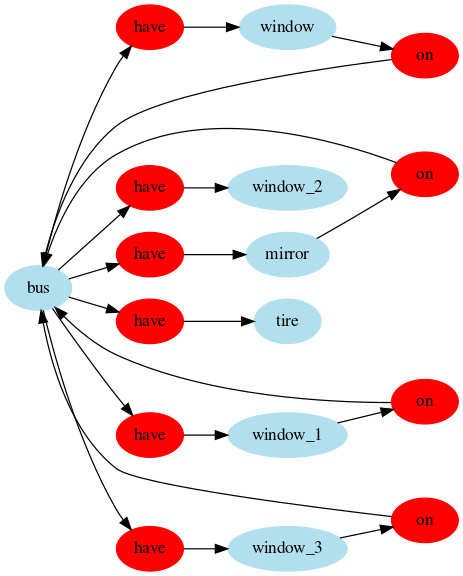 have
window
on
on
have
window_2
have
mirror
bus
have
tire
on
have
window_1
on
have
window_3